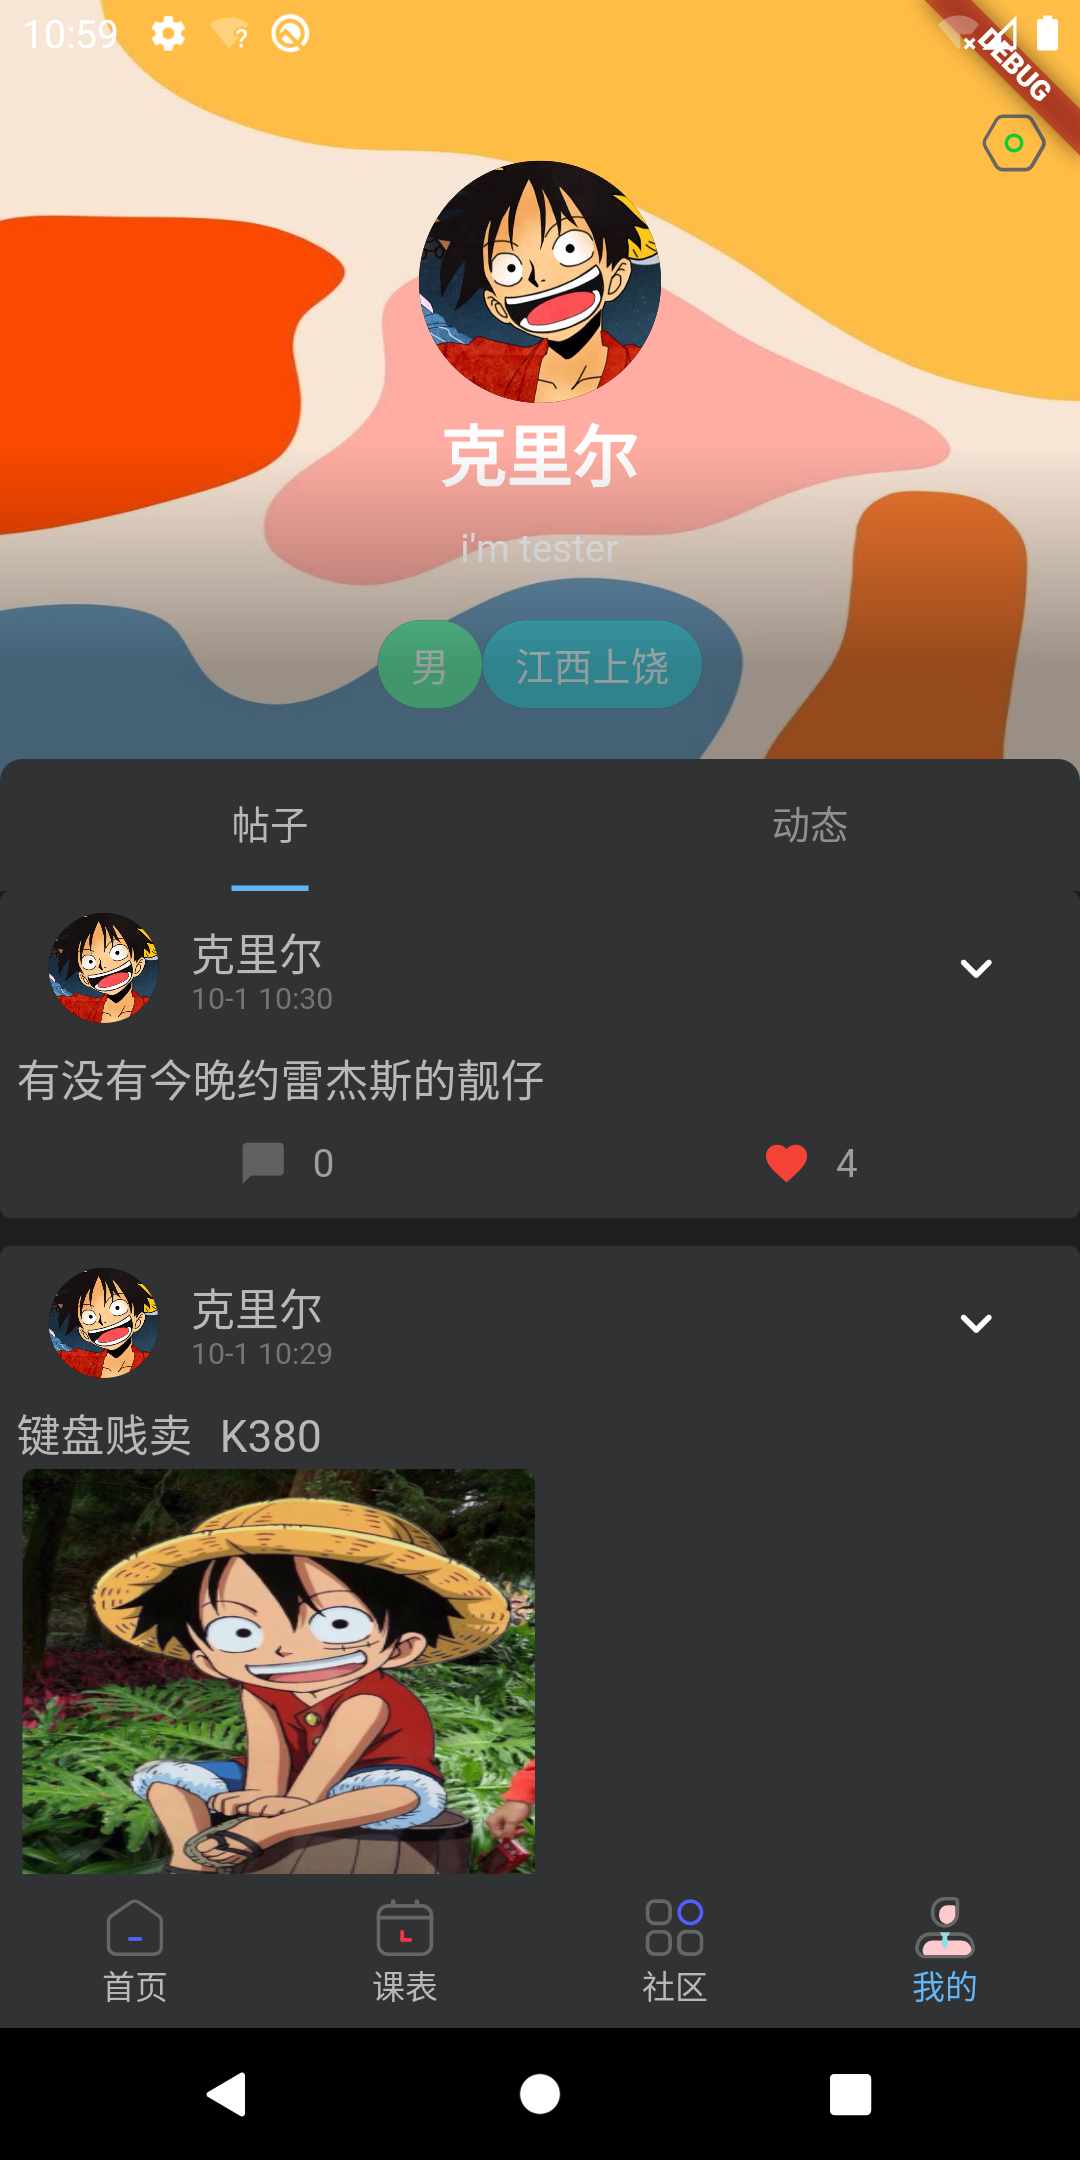 10:59
DEBUG
克里尔
i'm tester
男 江西上饶
帖子 动态
克里尔
10-1 10:30
有没有今晚约雷杰斯的靓仔
0 4
克里尔
10-1 10:29
键盘贱卖 K380
首页 课表 社区 我的